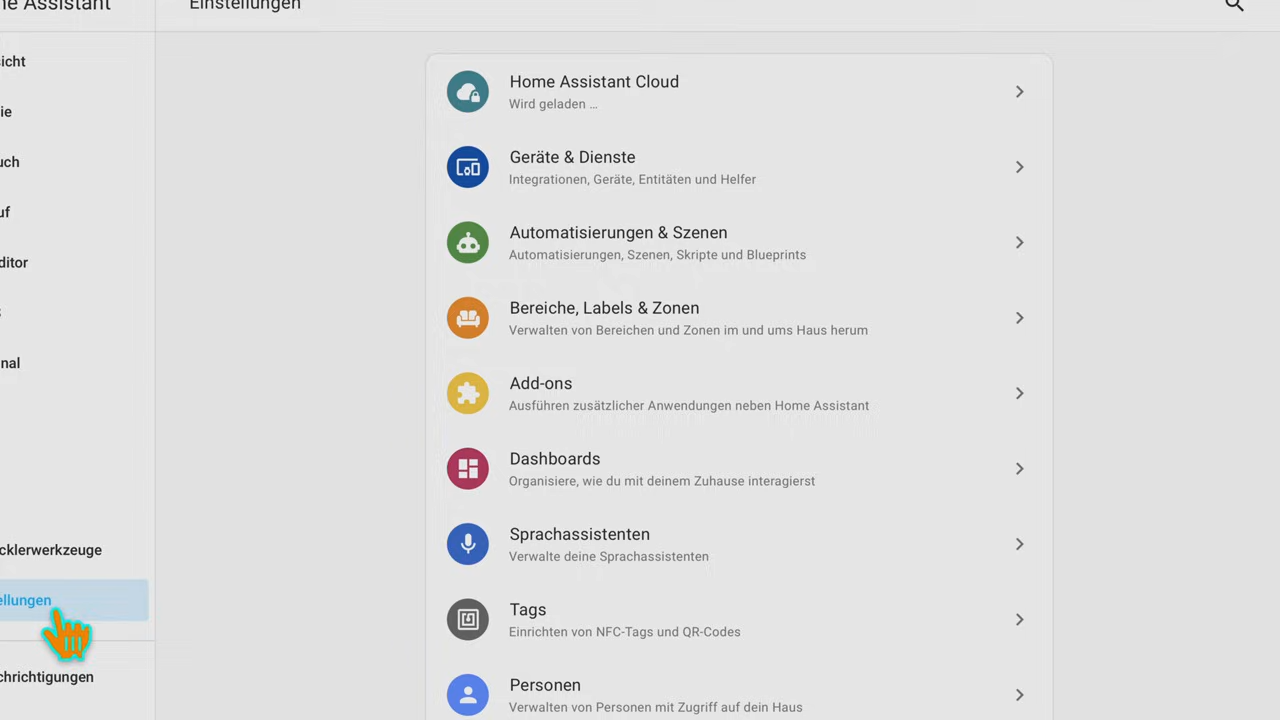 me Assistant
Einstellungen
icht
ie
uch
uf
ditor
nal
cklerwerkzeuge
ellungen
chrichtigungen
Home Assistant Cloud
Wird geladen …
Geräte & Dienste
Integrationen, Geräte, Entitäten und Helfer
Automatisierungen & Szenen
Automatisierungen, Szenen, Skripte und Blueprints
Bereiche, Labels & Zonen
Verwalten von Bereichen und Zonen im und ums Haus herum
Add-ons
Ausführen zusätzlicher Anwendungen neben Home Assistant
Dashboards
Organisiere, wie du mit deinem Zuhause interagierst
Sprachassistenten
Verwalte deine Sprachassistenten
Tags
Einrichten von NFC-Tags und QR-Codes
Personen
Verwalten von Personen mit Zugriff auf dein Haus